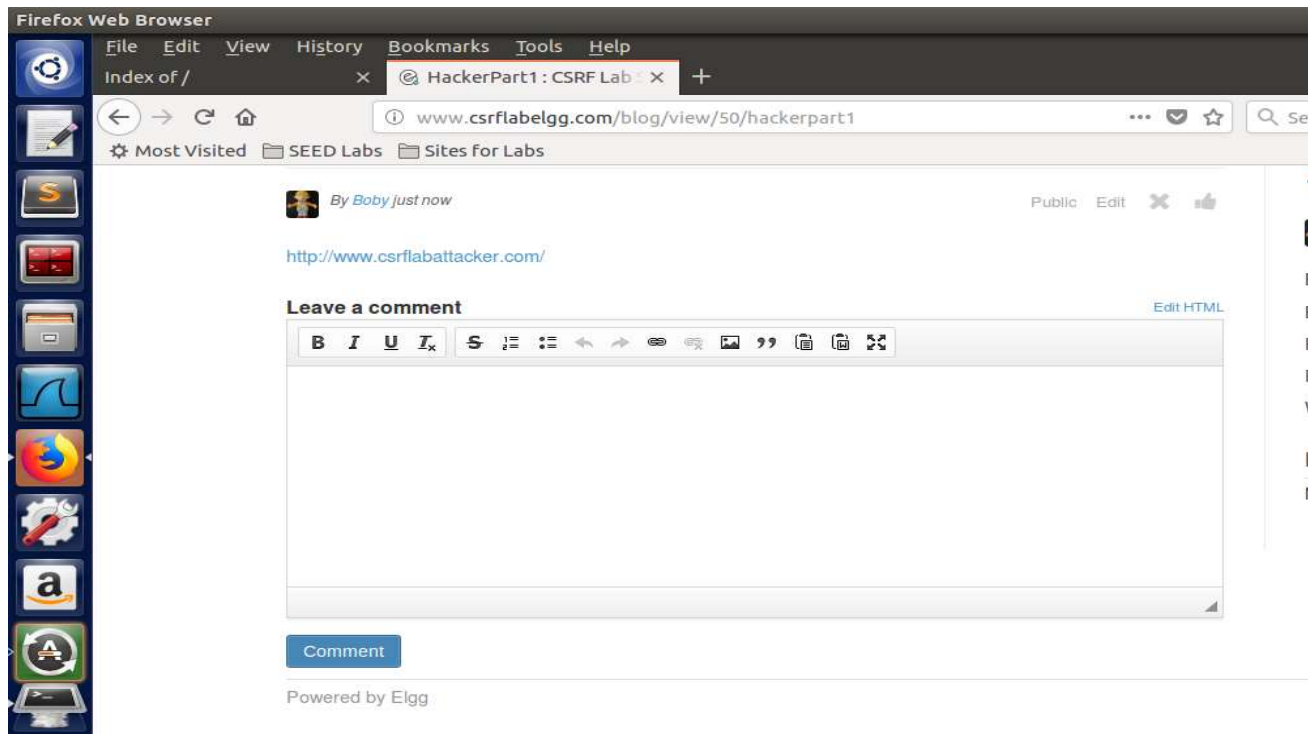 Firefox Web Browser
File Edit View History Bookmarks Tools Help
Index of / × HackerPart1 : CSRF Lab × +
www.csrflabelgg.com/blog/view/50/hackerpart1
Most Visited SEED Labs Sites for Labs
By Boby just now Public Edit
http://www.csrflabattacker.com/
Leave a comment Edit HTML
B I U Tx S
Comment
Powered by Elgg